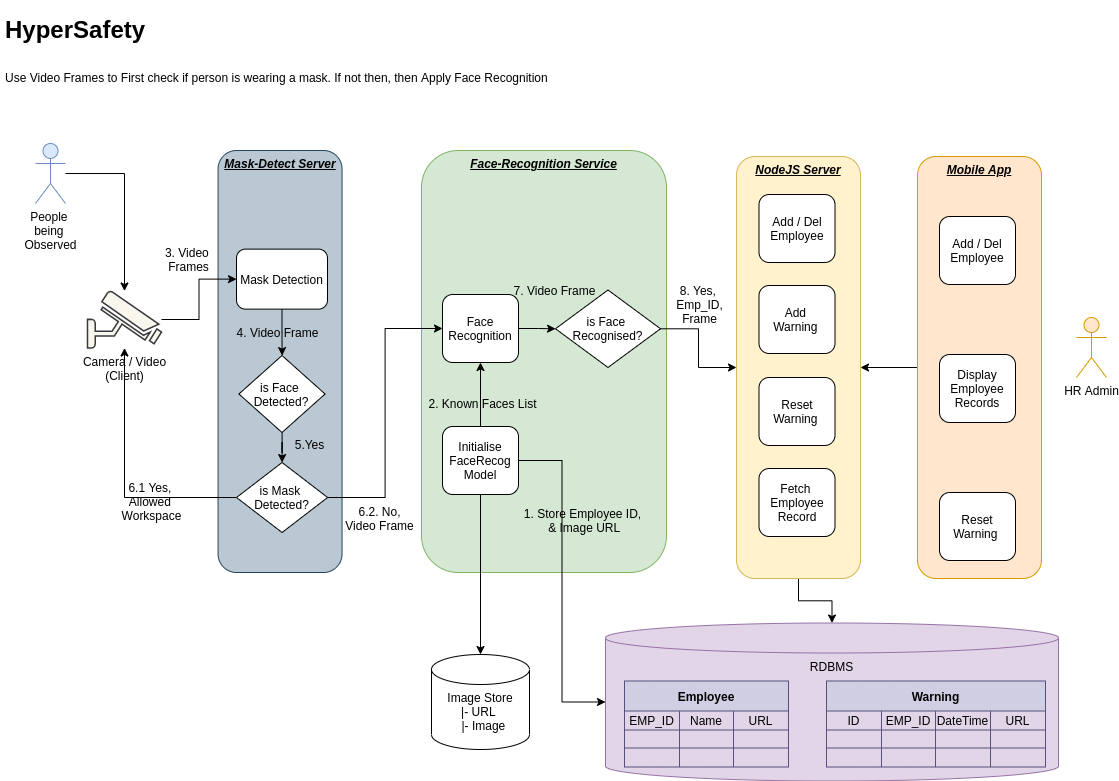 HyperSafety
Use Video Frames to First check if person is wearing a mask. If not then, then Apply Face Recognition
People
being
Observed
Camera / Video
(Client)
3. Video
Frames
6.1 Yes,
Allowed
Workspace
Mask-Detect Server
Mask Detection
4. Video Frame
is Face
Detected?
5.Yes
is Mask
Detected?
6.2. No,
Video Frame
Face-Recognition Service
Face
Recognition
7. Video Frame
is Face
Recognised?
2. Known Faces List
Initialise
FaceRecog
Model
1. Store Employee ID,
& Image URL
8. Yes,
Emp_ID,
Frame
NodeJS Server
Add / Del
Employee
Add
Warning
Reset
Warning
Fetch
Employee
Record
Mobile App
Add / Del
Employee
Display
Employee
Records
Reset
Warning
HR Admin
Image Store
|- URL
|- Image
RDBMS
Employee
EMP_ID Name URL
Warning
ID EMP_ID DateTime URL